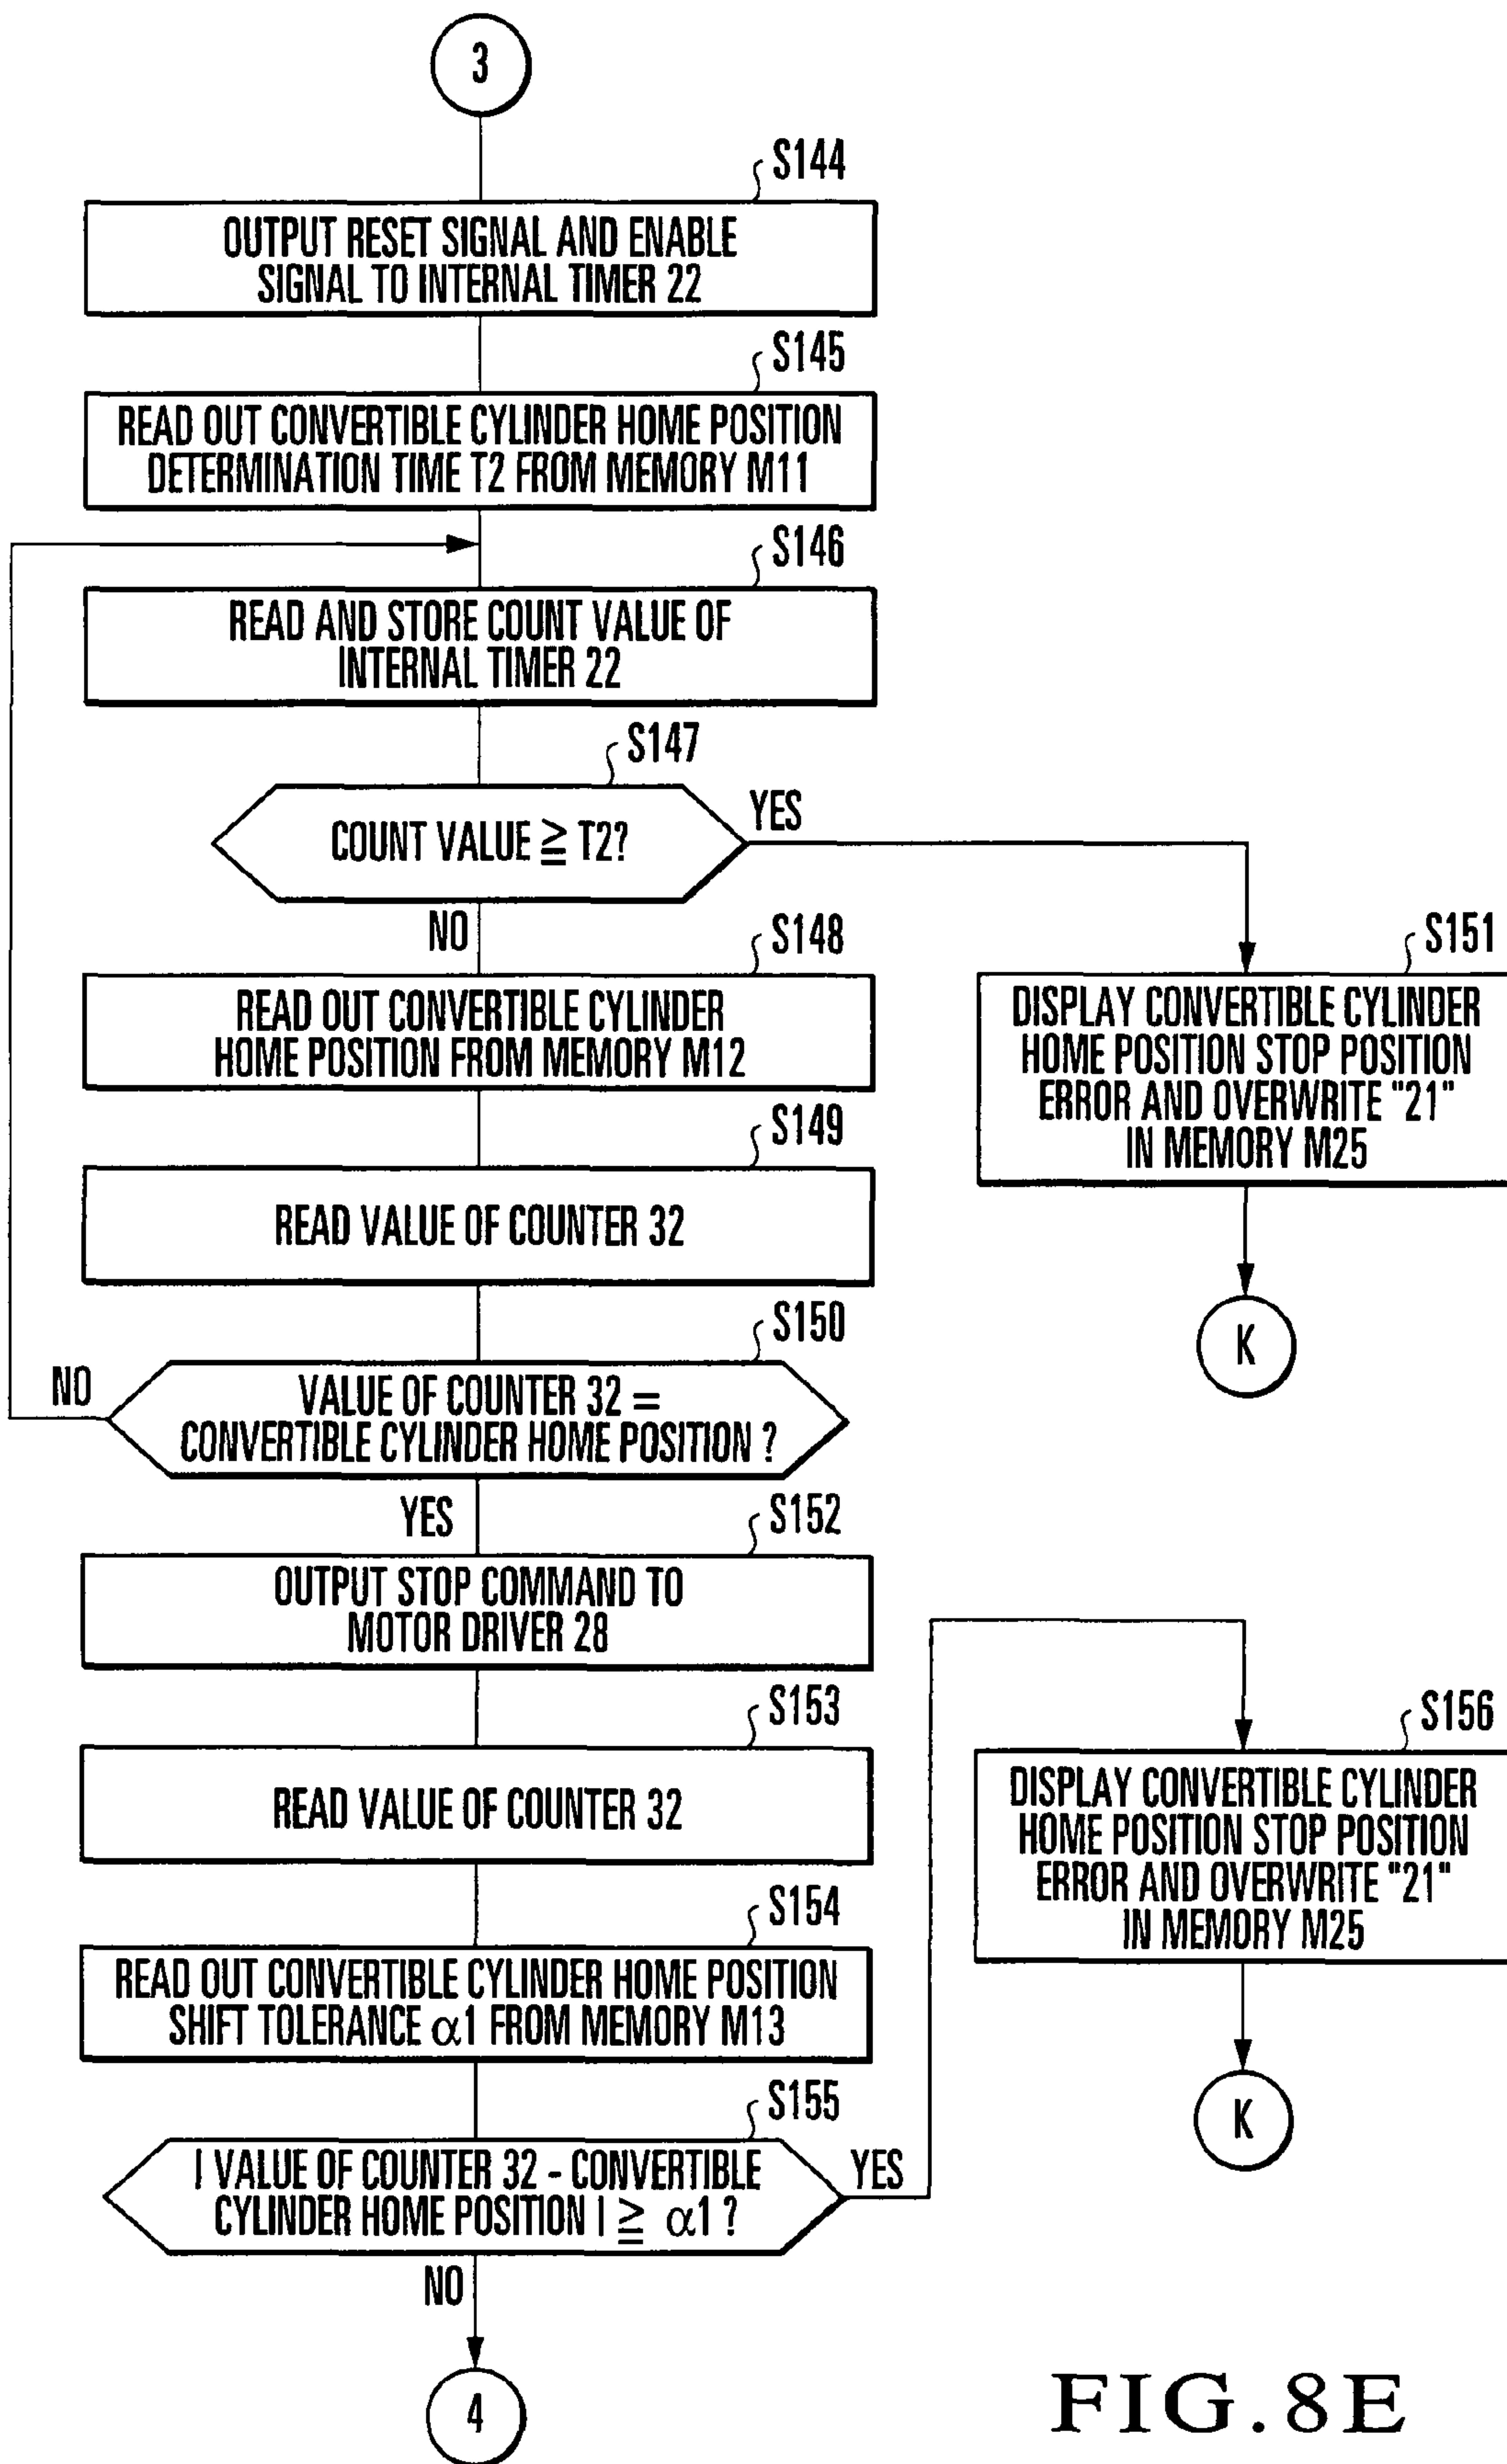 3
S144
OUTPUT RESET SIGNAL AND ENABLE
SIGNAL TO INTERNAL TIMER 22
S145
READ OUT CONVERTIBLE CYLINDER HOME POSITION
DETERMINATION TIME T2 FROM MEMORY M11
S146
READ AND STORE COUNT VALUE OF
INTERNAL TIMER 22
S147
COUNT VALUE ≧ T2?
YES
NO
S148
READ OUT CONVERTIBLE CYLINDER
HOME POSITION FROM MEMORY M12
S151
DISPLAY CONVERTIBLE CYLINDER
HOME POSITION STOP POSITION
ERROR AND OVERWRITE "21"
IN MEMORY M25
K
S149
READ VALUE OF COUNTER 32
S150
VALUE OF COUNTER 32 =
CONVERTIBLE CYLINDER HOME POSITION ?
NO
YES
S152
OUTPUT STOP COMMAND TO
MOTOR DRIVER 28
S153
READ VALUE OF COUNTER 32
S154
READ OUT CONVERTIBLE CYLINDER HOME POSITION
SHIFT TOLERANCE α1 FROM MEMORY M13
S155
| VALUE OF COUNTER 32 - CONVERTIBLE
CYLINDER HOME POSITION | ≧ α1 ?
YES
S156
DISPLAY CONVERTIBLE CYLINDER
HOME POSITION STOP POSITION
ERROR AND OVERWRITE "21"
IN MEMORY M25
K
NO
4
FIG.8E